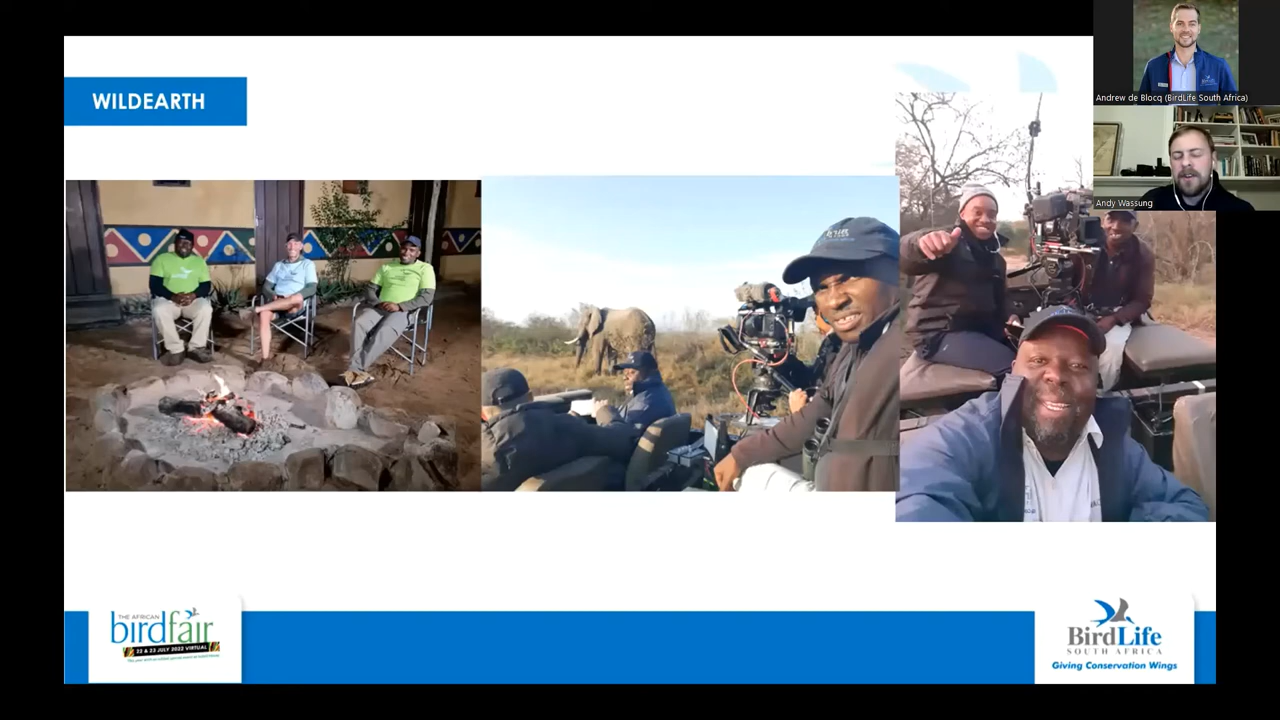 WILDEARTH
Andrew de Blocq (BirdLife South Africa)
Andy Wassung
THE AFRICAN
birdfair
22 & 23 JULY 2022 VIRTUAL
BirdLife
SOUTH AFRICA
Giving Conservation Wings